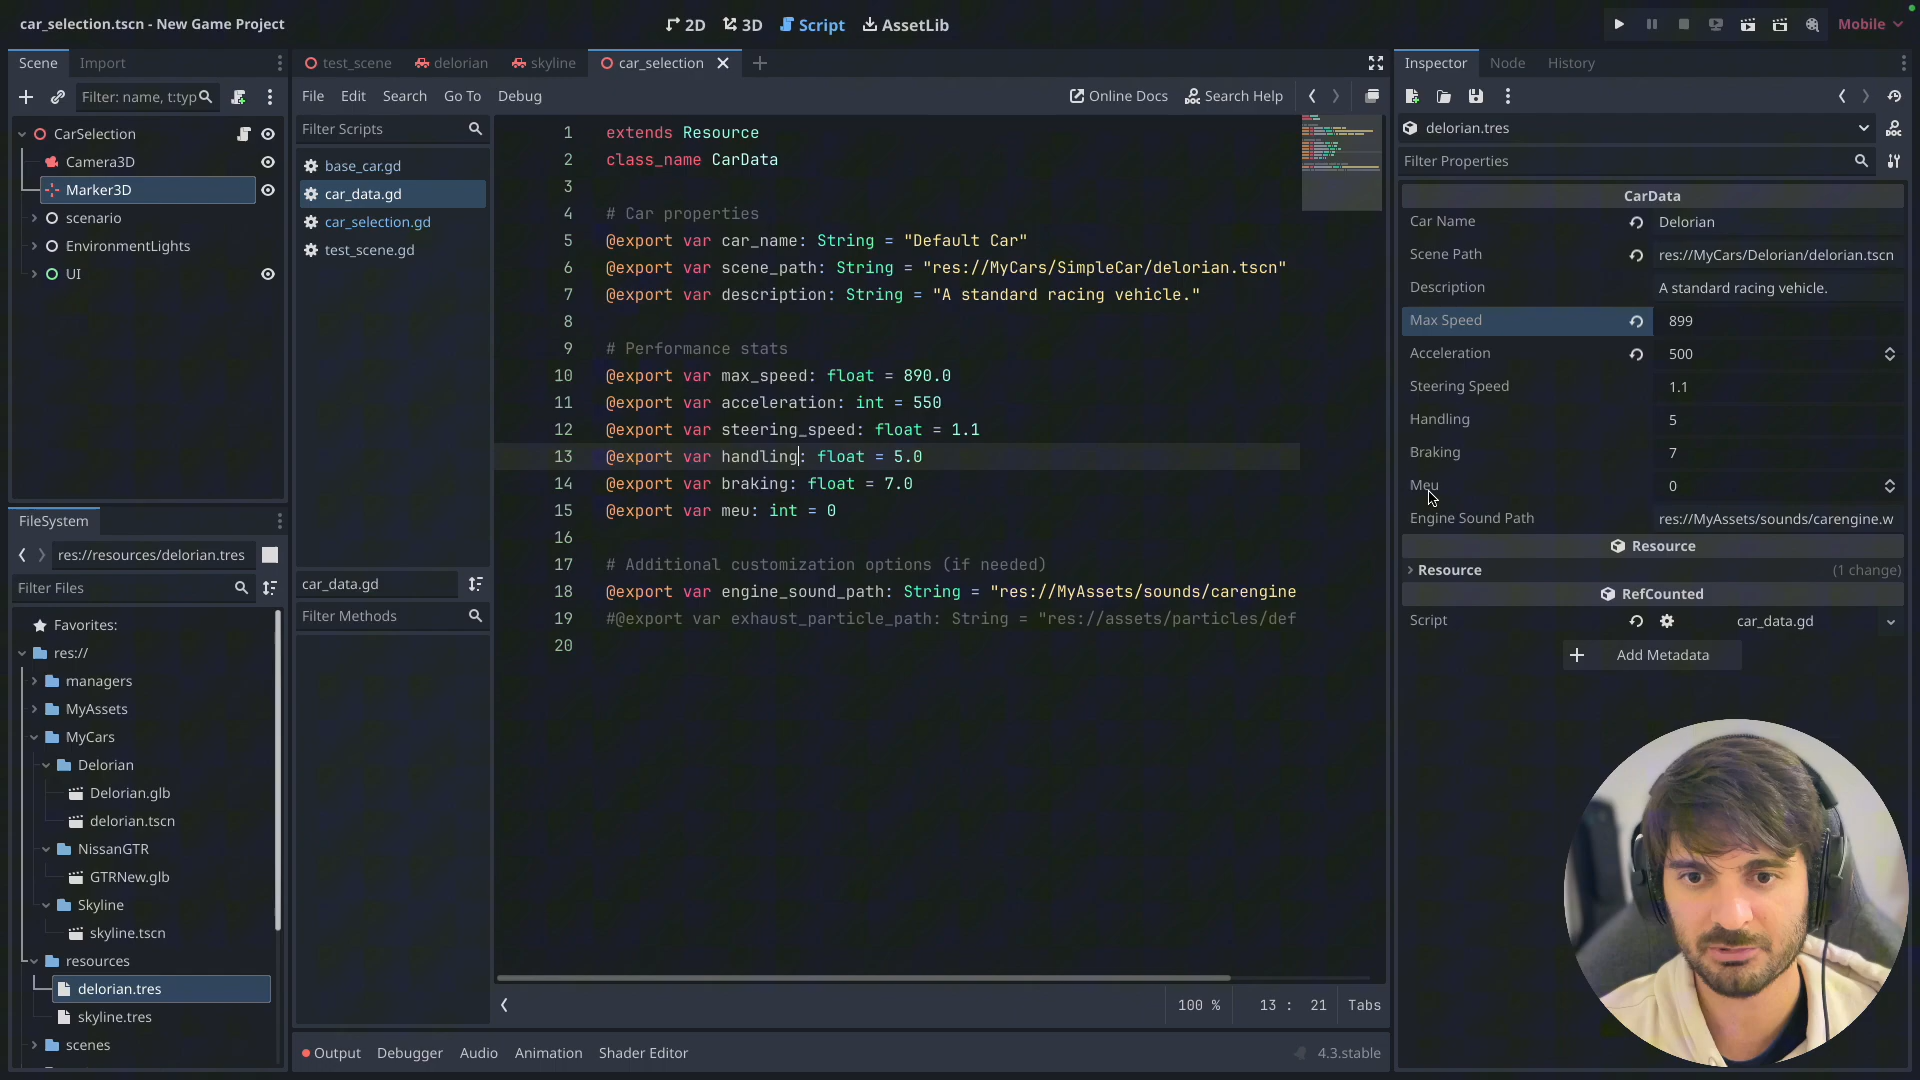 car_selection.tscn - New Game Project
2D
3D
Script
AssetLib
Mobile
Scene
Import
Filter: name, t:typ
CarSelection
Camera3D
Marker3D
scenario
EnvironmentLights
UI
FileSystem
res://resources/delorian.tres
Filter Files
Favorites:
res://
managers
MyAssets
MyCars
Delorian
Delorian.glb
delorian.tscn
NissanGTR
GTRNew.glb
Skyline
skyline.tscn
resources
delorian.tres
skyline.tres
scenes
test_scene
delorian
skyline
car_selection
File
Edit
Search
Go To
Debug
Online Docs
Search Help
Filter Scripts
base_car.gd
car_data.gd
car_selection.gd
test_scene.gd
car_data.gd
Filter Methods
1 extends Resource
2 class_name CarData
3
4 # Car properties
5 @export var car_name: String = "Default Car"
6 @export var scene_path: String = "res://MyCars/SimpleCar/delorian.tscn"
7 @export var description: String = "A standard racing vehicle."
8
9 # Performance stats
10 @export var max_speed: float = 890.0
11 @export var acceleration: int = 550
12 @export var steering_speed: float = 1.1
13 @export var handling: float = 5.0
14 @export var braking: float = 7.0
15 @export var meu: int = 0
16
17 # Additional customization options (if needed)
18 @export var engine_sound_path: String = "res://MyAssets/sounds/carengine
19 #@export var exhaust_particle_path: String = "res://assets/particles/def
20
100 %
13 : 21
Tabs
Output
Debugger
Audio
Animation
Shader Editor
4.3.stable
Inspector
Node
History
delorian.tres
Filter Properties
CarData
Car Name
Delorian
Scene Path
res://MyCars/Delorian/delorian.tscn
Description
A standard racing vehicle.
Max Speed
899
Acceleration
500
Steering Speed
1.1
Handling
5
Braking
7
Meu
0
Engine Sound Path
res://MyAssets/sounds/carengine.w
Resource
Resource
(1 change)
RefCounted
Script
car_data.gd
Add Metadata